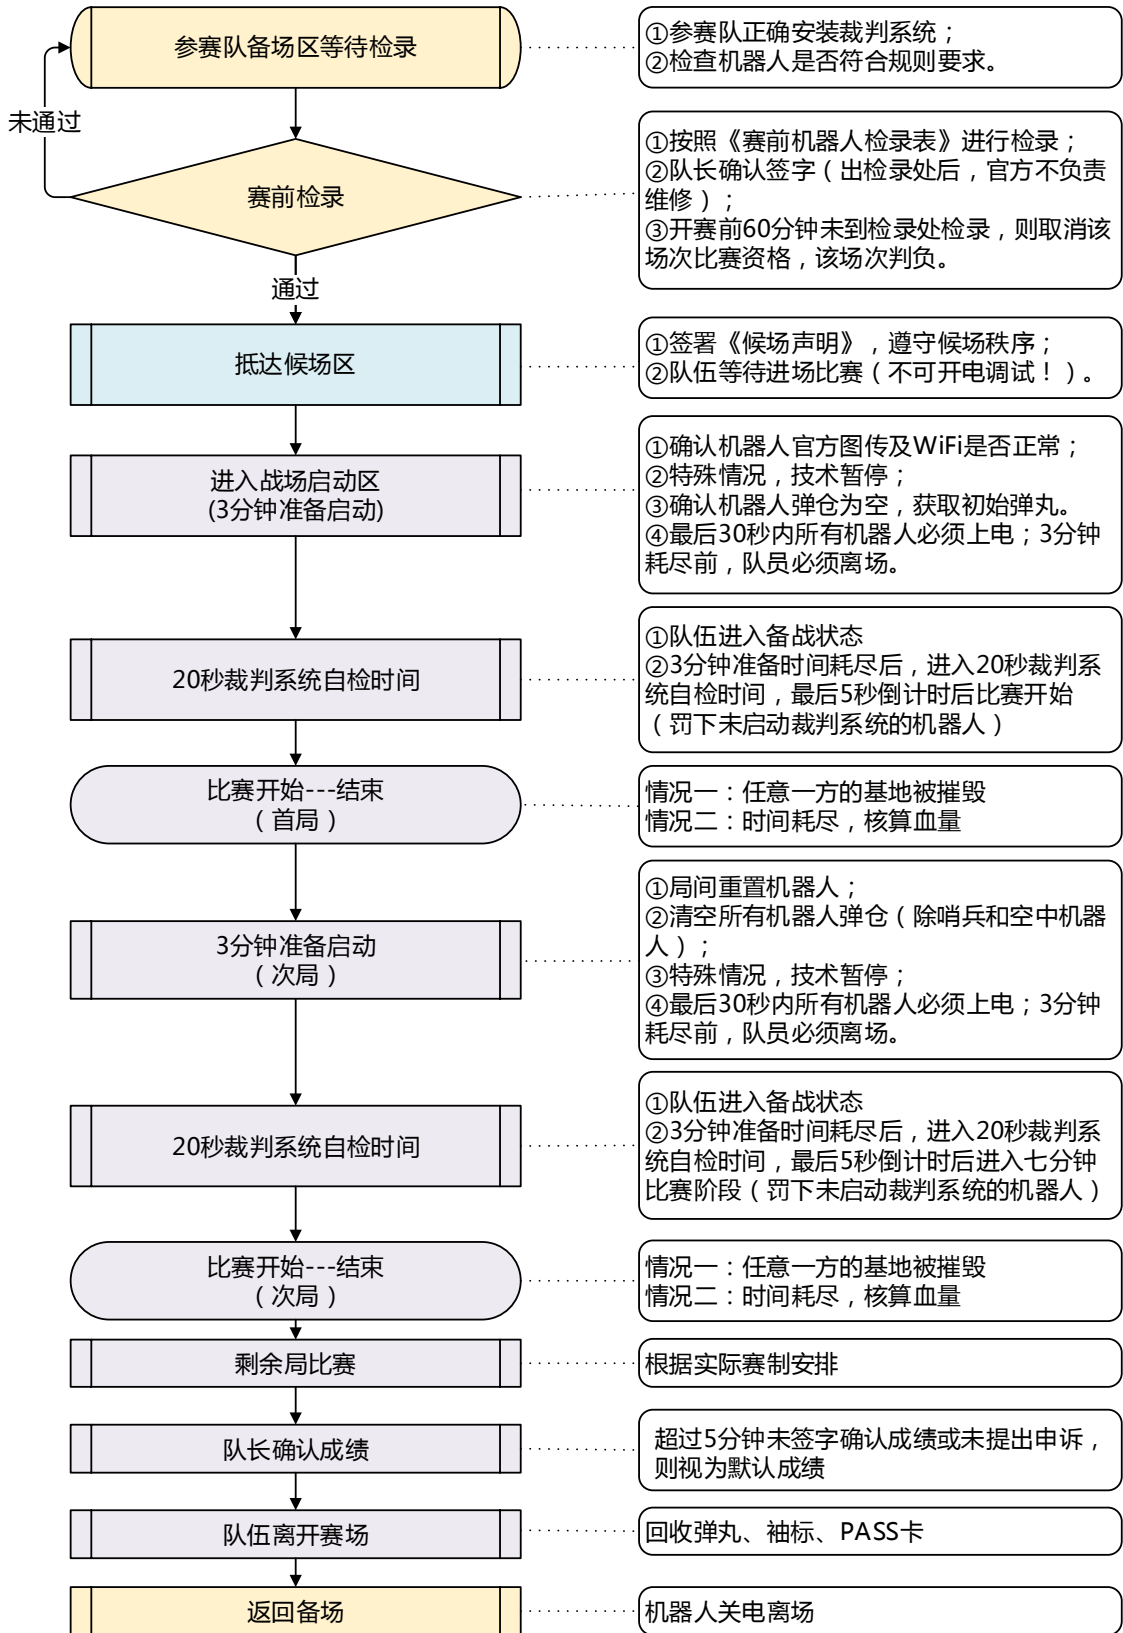 参赛队备场区等待检录
①参赛队正确安装裁判系统；
②检查机器人是否符合规则要求。
未通过
赛前检录
①按照《赛前机器人检录表》进行检录；
②队长确认签字（出检录处后，官方不负责
维修）；
③开赛前60分钟未到检录处检录，则取消该
场次比赛资格，该场次判负。
通过
抵达候场区
①签署《候场声明》，遵守候场秩序；
②队伍等待进场比赛（不可开电调试！）。
进入战场启动区
(3分钟准备启动)
①确认机器人官方图传及WiFi是否正常；
②特殊情况，技术暂停；
③确认机器人弹仓为空，获取初始弹丸。
④最后30秒内所有机器人必须上电；3分钟
耗尽前，队员必须离场。
20秒裁判系统自检时间
①队伍进入备战状态
②3分钟准备时间耗尽后，进入20秒裁判系
统自检时间，最后5秒倒计时后比赛开始
（罚下未启动裁判系统的机器人）
比赛开始---结束
（首局）
情况一：任意一方的基地被摧毁
情况二：时间耗尽，核算血量
3分钟准备启动
（次局）
①局间重置机器人；
②清空所有机器人弹仓（除哨兵和空中机器
人）；
③特殊情况，技术暂停；
④最后30秒内所有机器人必须上电；3分钟
耗尽前，队员必须离场。
20秒裁判系统自检时间
①队伍进入备战状态
②3分钟准备时间耗尽后，进入20秒裁判系
统自检时间，最后5秒倒计时后进入七分钟
比赛阶段（罚下未启动裁判系统的机器人）
比赛开始---结束
（次局）
情况一：任意一方的基地被摧毁
情况二：时间耗尽，核算血量
剩余局比赛
根据实际赛制安排
队长确认成绩
超过5分钟未签字确认成绩或未提出申诉，
则视为默认成绩
队伍离开赛场
回收弹丸、袖标、PASS卡
返回备场
机器人关电离场